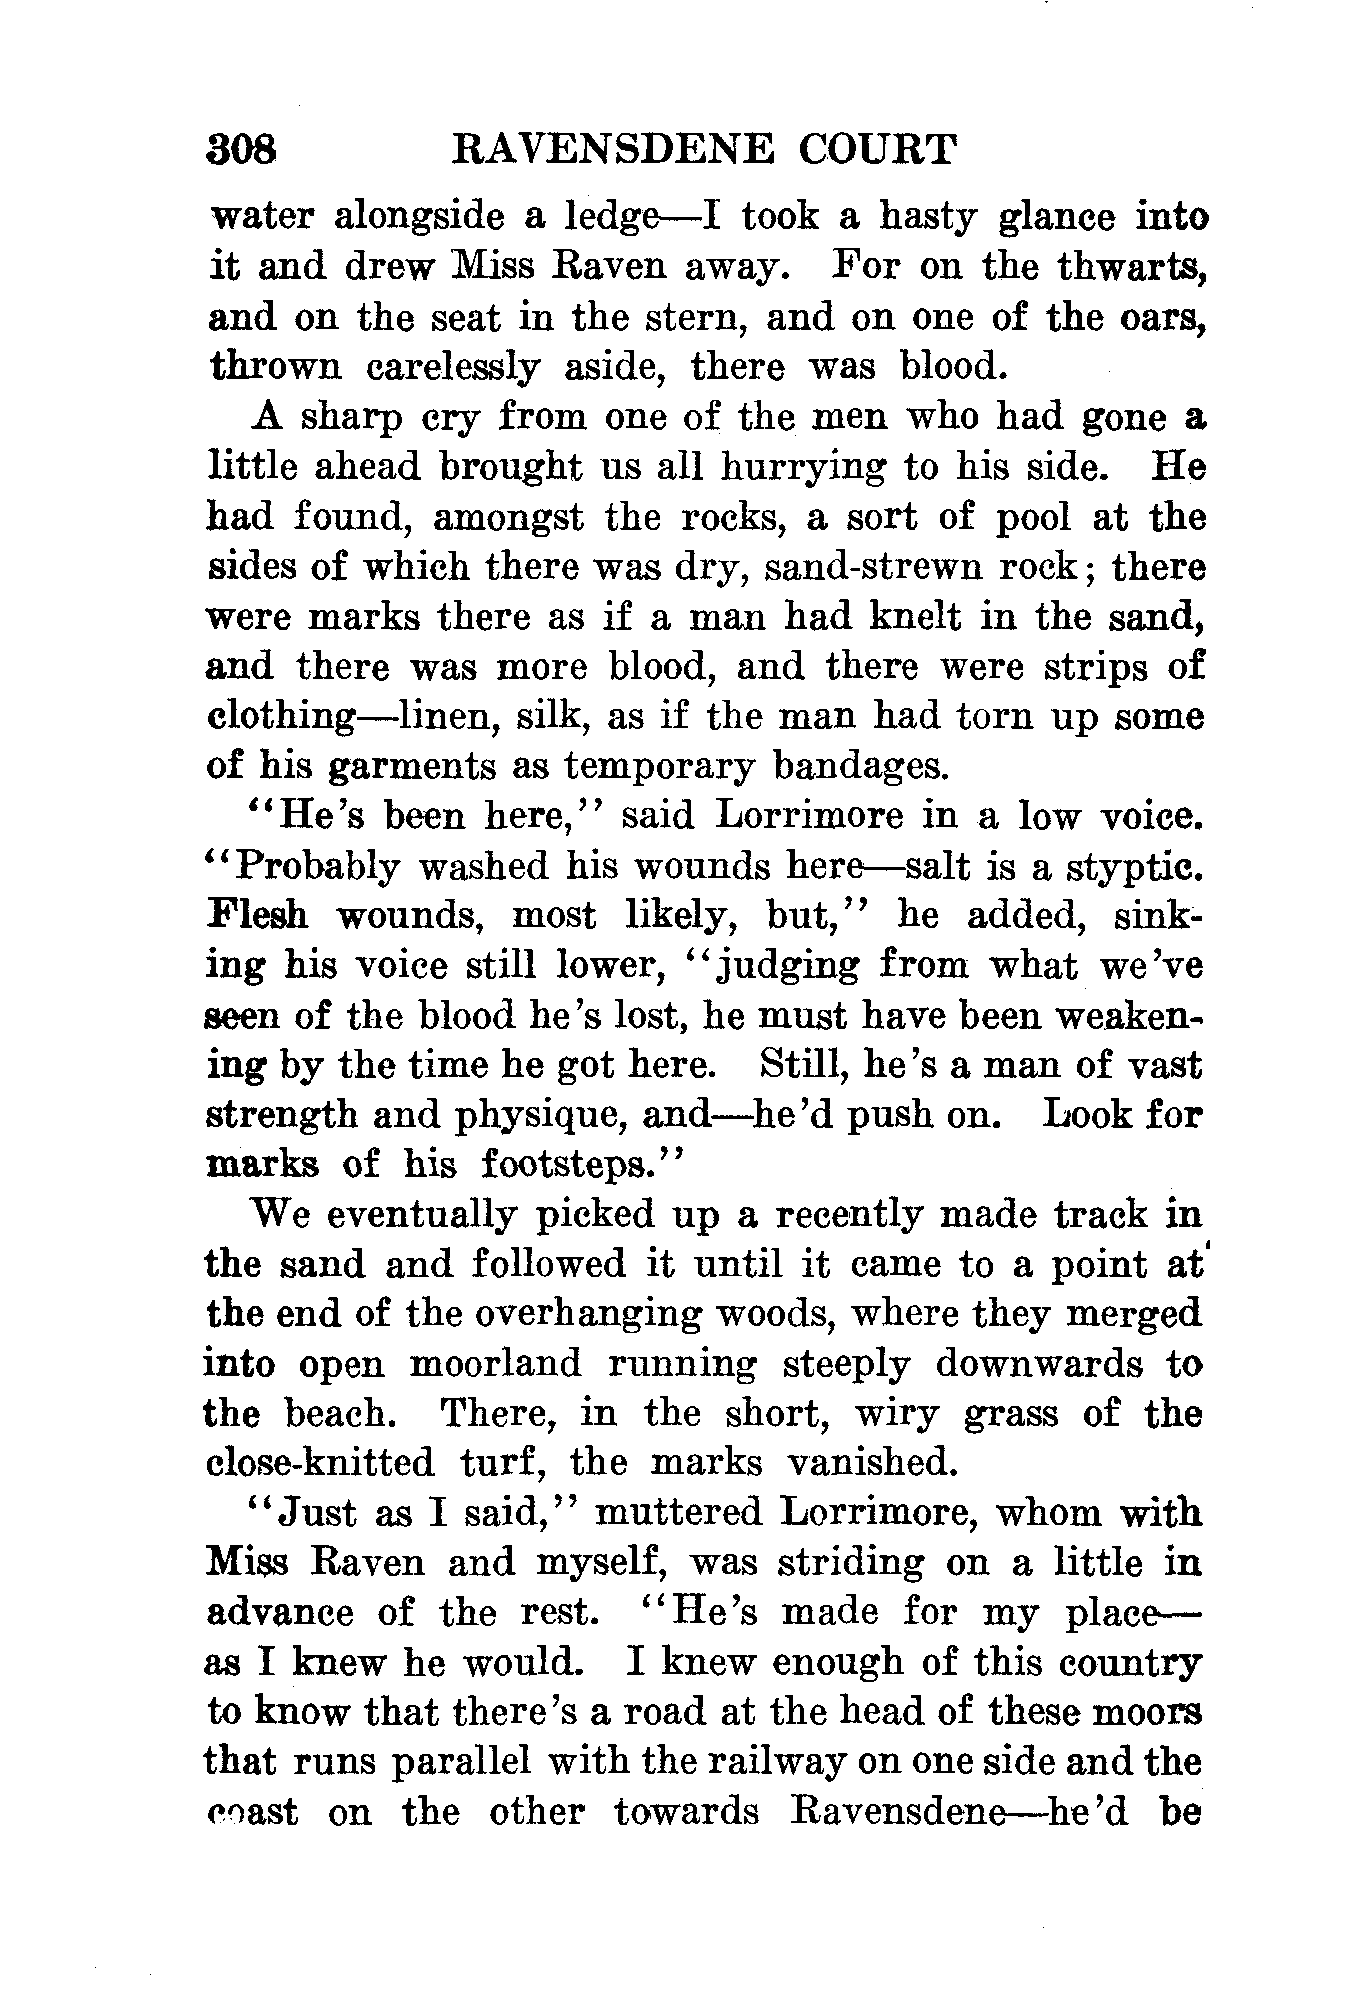 308 RAVENSDENE COURT
water alongside a ledge—I took a hasty glance into
it and drew Miss Raven away. For on the thwarts,
and on the seat in the stern, and on one of the oars,
thrown carelessly aside, there was blood.
A sharp cry from one of the men who had gone a
little ahead brought us all hurrying to his side. He
had found, amongst the rocks, a sort of pool at the
sides of which there was dry, sand-strewn rock; there
were marks there as if a man had knelt in the sand,
and there was more blood, and there were strips of
clothing—linen, silk, as if the man had torn up some
of his garments as temporary bandages.
"He's been here," said Lorrimore in a low voice.
"Probably washed his wounds here—salt is a styptic.
Flesh wounds, most likely, but," he added, sink-
ing his voice still lower, "judging from what we've
seen of the blood he's lost, he must have been weaken-
ing by the time he got here. Still, he's a man of vast
strength and physique, and—he'd push on. Look for
marks of his footsteps."
We eventually picked up a recently made track in
the sand and followed it until it came to a point at
the end of the overhanging woods, where they merged
into open moorland running steeply downwards to
the beach. There, in the short, wiry grass of the
close-knitted turf, the marks vanished.
"Just as I said," muttered Lorrimore, whom with
Miss Raven and myself, was striding on a little in
advance of the rest. "He's made for my place—
as I knew he would. I knew enough of this country
to know that there's a road at the head of these moors
that runs parallel with the railway on one side and the
coast on the other towards Ravensdene—he'd be